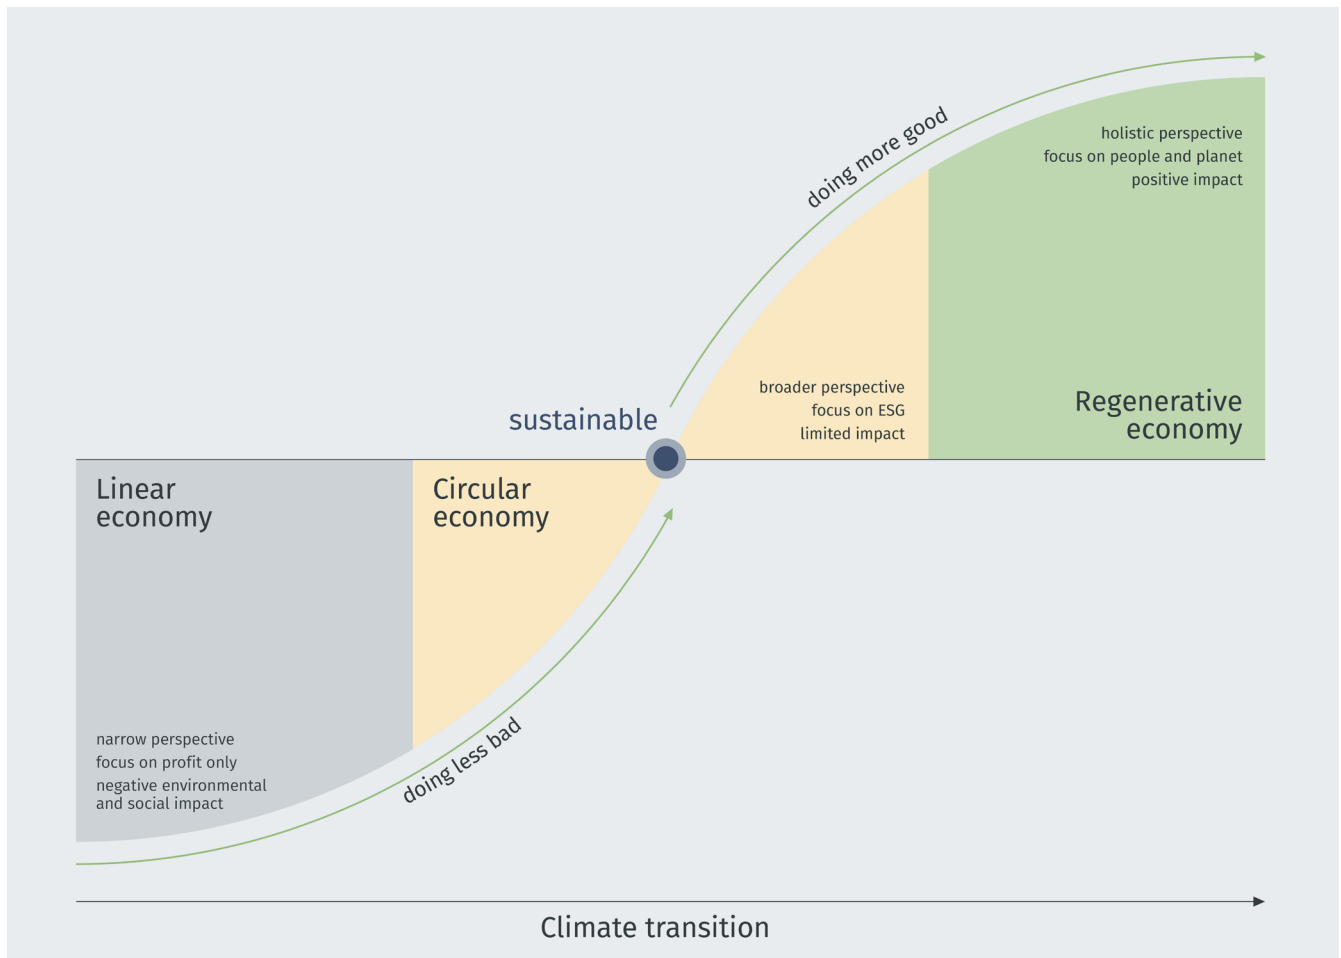 doing more good
holistic perspective
focus on people and planet
positive impact
broader perspective
focus on ESG
limited impact
Regenerative
economy
sustainable
Linear
economy
Circular
economy
narrow perspective
focus on profit only
negative environmental
and social impact
doing less bad
Climate transition